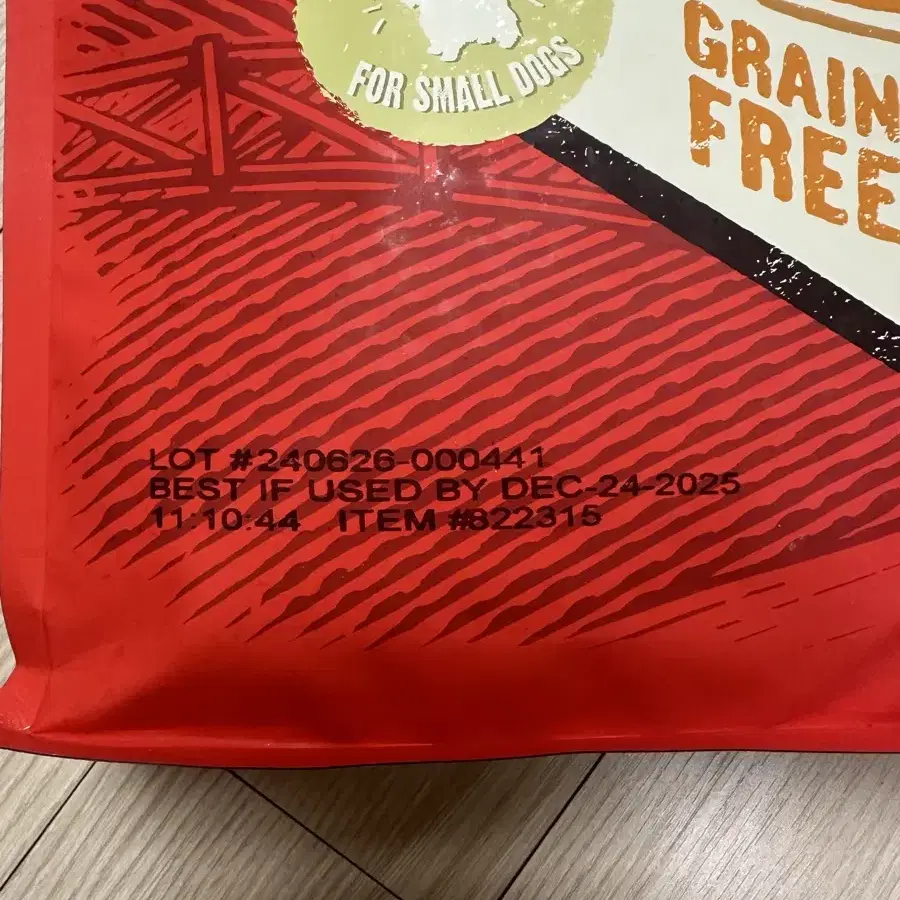 FOR SMALL DOGS
GRAIN
FREE
LOT #240626-000441
BEST IF USED BY DEC-24-2025
11:10:44 ITEM #822315